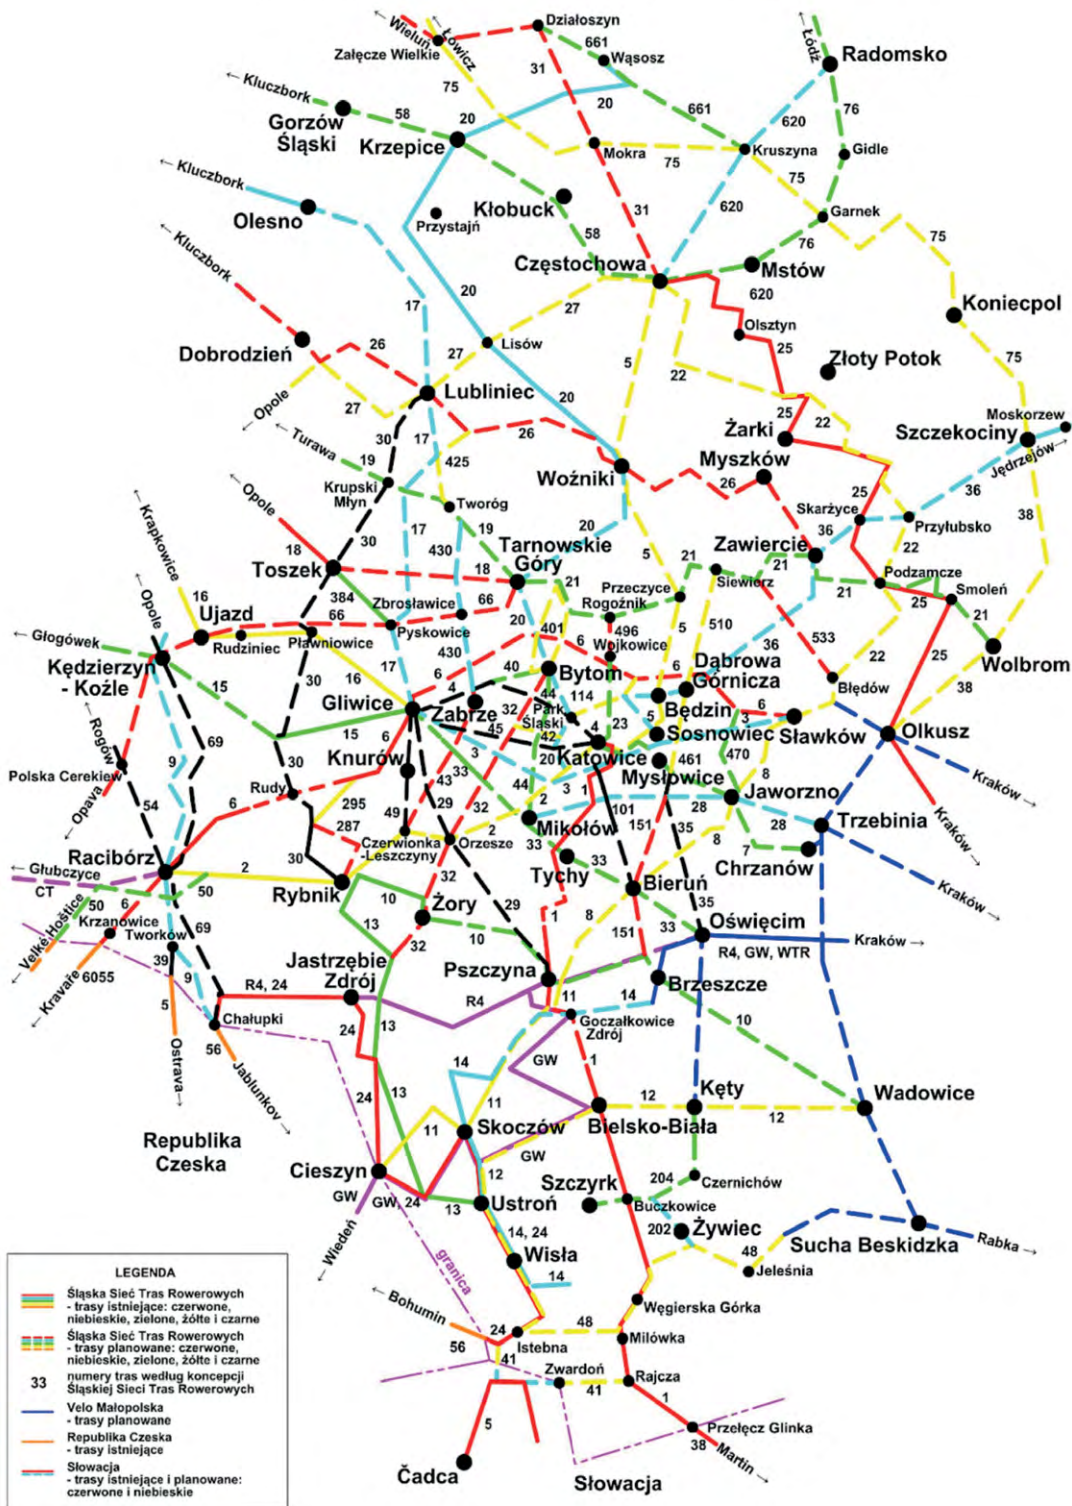 ← Wieluń
← Łowicz
Załęcze Wielkie
Działoszyn
661
Wąsosz
← Łódź
Radomsko
31
75
← Kluczbork
58
20
20
661
620
76
Gorzów
Śląski
Krzepice
Mokra
75
Kruszyna
Gidle
75
← Kluczbork
Olesno
Przystajń
Kłobuck
31
620
Garnek
58
76
75
← Kluczbork
Częstochowa
Mstów
620
20
17
27
Koniecpol
Olsztyn
26
25
Dobrodzień
27
Lisów
5
22
Złoty Potok
75
← Opole
27
Lubliniec
20
25
22
Moskorzew
← Turawa
30
17
26
Żarki
Szczekociny
Jędrzejów→
19
425
Woźniki
Myszków
26
← Opole
Krupski
Młyn
Tworóg
25
36
← Krapkowice
Skarżyce
Przyłubsko
38
17
19
20
36
430
18
30
Tarnowskie
Góry
5
21
Zawiercie
22
Toszek
18
21
Przeczyce
Siewierz
21
Podzamcze
384
21
25
Smoleń
← Opole
16
Ujazd
66
Zbrosławice
66
Rogoźnik
21
← Głogówek
Rudziniec
Pławniowice
Pyskowice
20
401
496
5
510
36
533
Wolbrom
6
Wojkowice
Kędzierzyn
- Koźle
17
430
22
25
38
30
16
40
Bytom
6
Dąbrowa
Górnicza
Błędów
15
4
44
114
Gliwice
Zabrze
32
Park
Śląski
23
Będzin
3
6
← Rogów
69
45
42
4
5
Sosnowiec
Sławków
Olkusz
15
6
3
20
Katowice
470
9
Knurów
33
461
Polska Cerekiew
43
Mysłowice
8
Kraków→
30
44
3
1
Jaworzno
Rudy
295
29
32
2
101
28
← Opava
54
6
49
Mikołów
151
35
28
Trzebinia
287
Czerwionka
-Leszczyny
Orzesze
2
33
8
7
Kraków→
Racibórz
30
Tychy
33
Chrzanów
← Głubczyce
CT
2
Rybnik
32
Bieruń
50
50
10
29
35
Kraków→
← Velké Hoštice
6
Żory
8
Oświęcim
Krzanowice
69
13
1
33
Tworków
32
10
151
Kraków→
R4, GW, WTR
← Kravaře
6055
39
9
Jastrzębie
Zdrój
Pszczyna
Brzeszcze
R4, 24
R4
11
14
5
Chałupki
Goczałkowice
Zdrój
10
24
13
56
Ostrava→
Jablunkov→
14
GW
1
Kęty
Wadowice
24
13
11
12
12
11
Republika
Czeska
Skoczów
Bielsko-Biała
GW
Cieszyn
12
Szczyrk
204
Czernichów
GW
GW, 24
13
Ustroń
Buczkowice
← Wiedeń
14, 24
202
Żywiec
Sucha Beskidzka
Rabka→
granica
Wisła
48
14
Jeleśnia
← Bohumin
Węgierska Górka
24
48
56
Istebna
Milówka
41
Zwardoń
Rajcza
41
1
5
Przełęcz Glinka
38
Martin→
Čadca
Słowacja
LEGENDA
Śląska Sieć Tras Rowerowych
- trasy istniejące: czerwone,
niebieskie, zielone, żółte i czarne
Śląska Sieć Tras Rowerowych
- trasy planowane: czerwone,
niebieskie, zielone, żółte i czarne
33 numery tras według koncepcji
Śląskiej Sieci Tras Rowerowych
Velo Małopolska
- trasy planowane
Republika Czeska
- trasy istniejące
Słowacja
- trasy istniejące i planowane:
czerwone i niebieskie